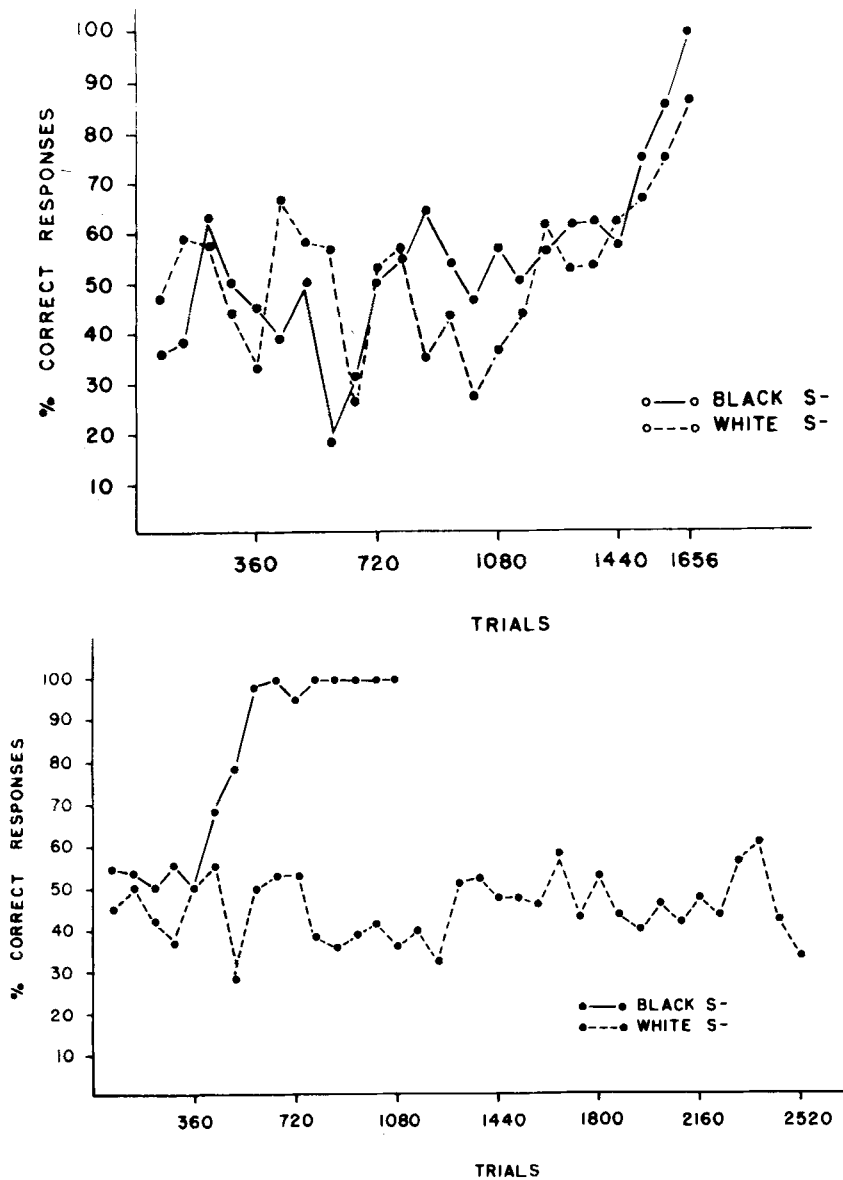 100
90
80
70
60
50
40
30
20
10
% CORRECT RESPONSES
BLACK S-
WHITE S-
360 720 1080 1440 1656
TRIALS
100
90
80
70
60
50
40
30
20
10
% CORRECT RESPONSES
BLACK S-
WHITE S-
360 720 1080 1440 1800 2160 2520
TRIALS